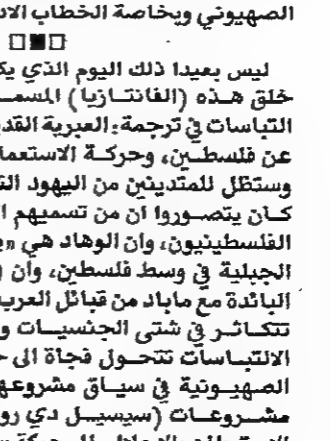 الصهيوني وبخاصة الخطاب الاد
ليس بعيدا ذلك اليوم الذي يك
خلق هذه (الفانتازيا) المسمـ
التباسات في ترجمة: العبرية القد
عن فلسطين، وحركة الاستعما
وستظل للمتدينين من اليهود الت
كان يتصوروا ان من تسميهم ا
الفلسطينيون، وان الوهاد هي «ي
الجبلية في وسط فلسطين، وان (
البائدة مع ماباد من قبائل العرب
تتكاثر في شتى الجنسيات و
الالتباسات تتحول فجأة الى ح
الصهيونية في سياق مشروعها
مشروعات (سيسيل دي رو